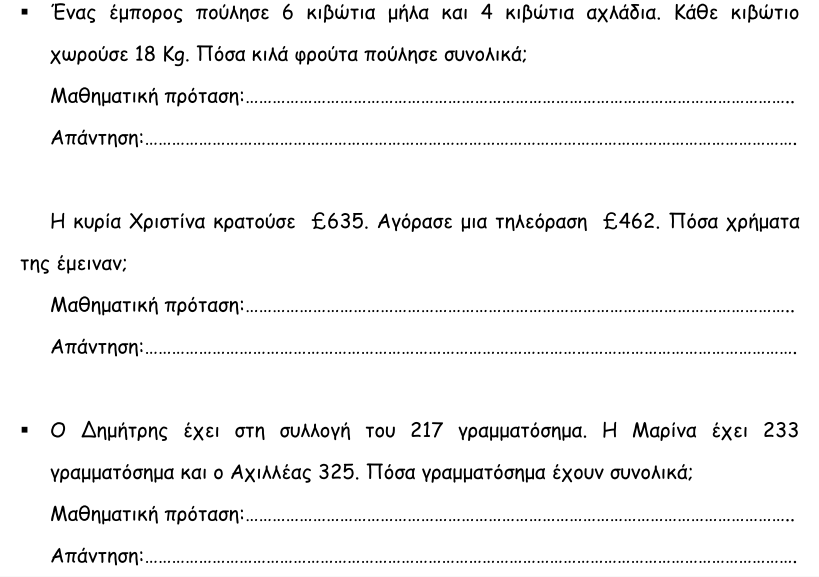 ▪ Ένας έμπορος πούλησε 6 κιβώτια μήλα και 4 κιβώτια αχλάδια. Κάθε κιβώτιο
χωρούσε 18 Kg. Πόσα κιλά φρούτα πούλησε συνολικά;
Μαθηματική πρόταση:……………………………………………………………………………………………………..
Απάντηση:……………………………………………………………………………………………………………………….
Η κυρία Χριστίνα κρατούσε £635. Αγόρασε μια τηλεόραση £462. Πόσα χρήματα
της έμειναν;
Μαθηματική πρόταση:……………………………………………………………………………………………………..
Απάντηση:……………………………………………………………………………………………………………………….
▪ Ο Δημήτρης έχει στη συλλογή του 217 γραμματόσημα. Η Μαρίνα έχει 233
γραμματόσημα και ο Αχιλλέας 325. Πόσα γραμματόσημα έχουν συνολικά;
Μαθηματική πρόταση:……………………………………………………………………………………………………..
Απάντηση:……………………………………………………………………………………………………………………….